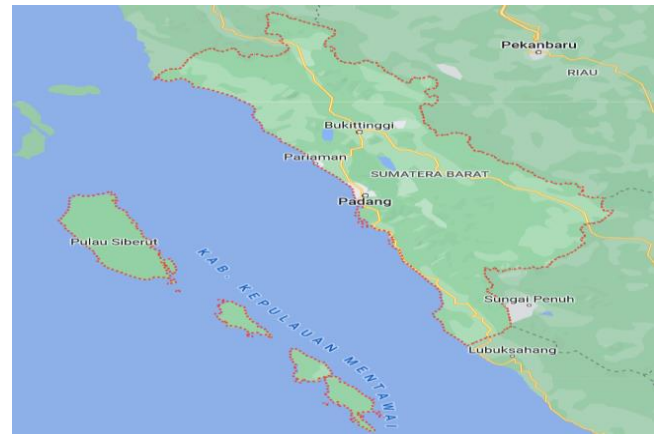 Pekanbaru
RIAU
Bukittinggi
Pariaman
SUMATERA BARAT
Padang
Pulau Siberut
KAB. KEPULAUAN MENTAWAI
Sungai Penuh
Lubuksahang